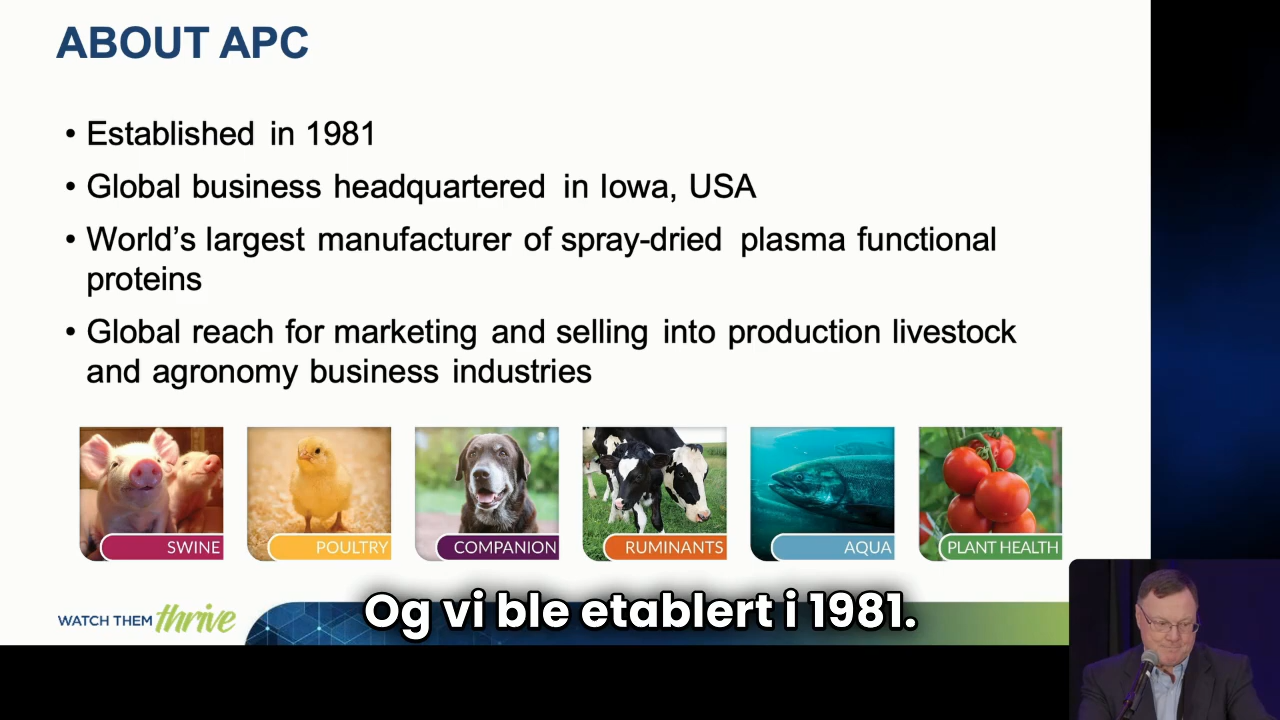 ABOUT APC
• Established in 1981
• Global business headquartered in Iowa, USA
• World’s largest manufacturer of spray-dried plasma functional
proteins
• Global reach for marketing and selling into production livestock
and agronomy business industries
SWINE
POULTRY
COMPANION
RUMINANTS
AQUA
PLANT HEALTH
WATCH THEM thrive
Og vi ble etablert i 1981.